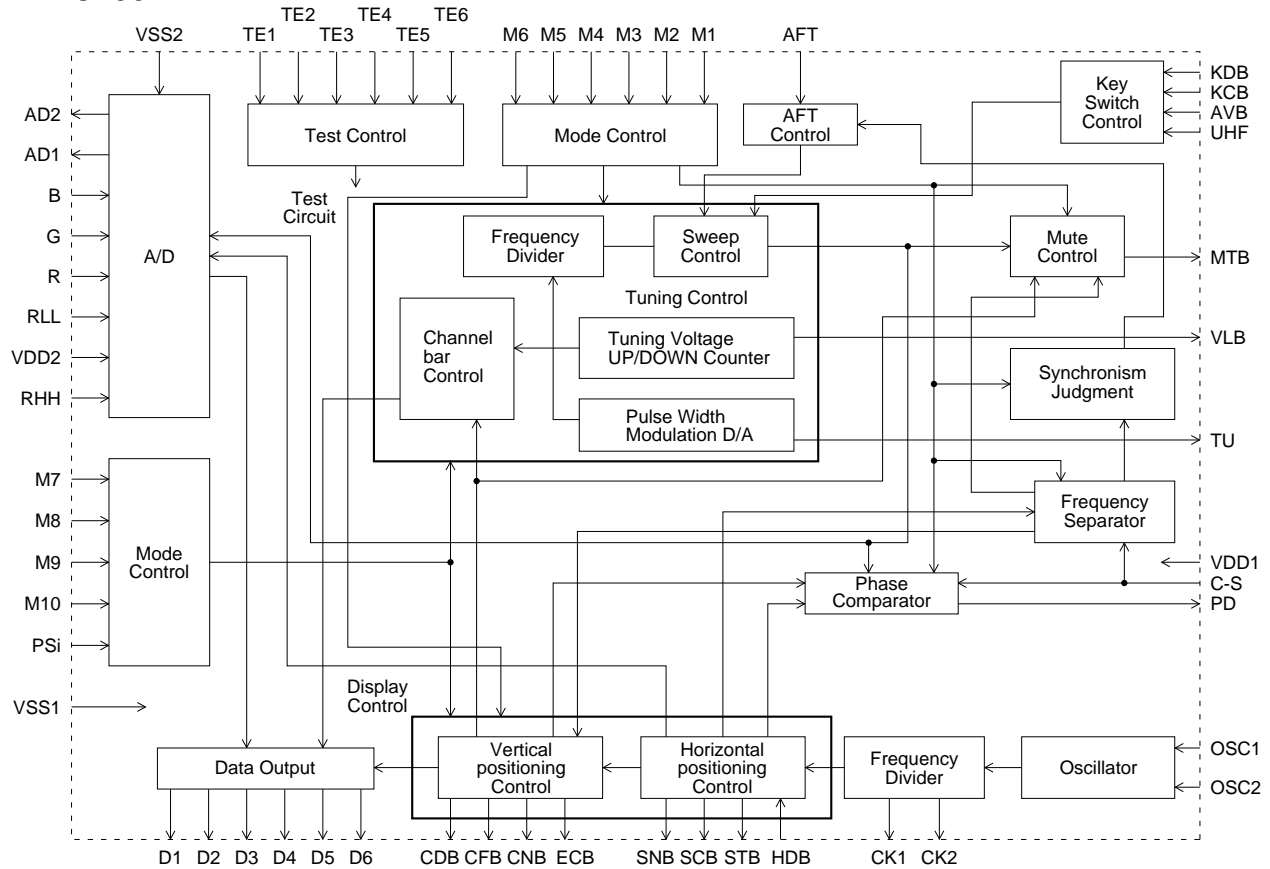 TE2 TE4 TE6
VSS2 TE1 TE3 TE5 M6 M5 M4 M3 M2 M1 AFT
KDB
KCB
AVB
UHF
Key
Switch
Control
AD2
AD1
B
G
R
RLL
VDD2
RHH
A/D
Test Control
Mode Control
AFT
Control
Test
Circuit
Frequency
Divider
Sweep
Control
Mute
Control
MTB
Tuning Control
Channel
bar
Control
Tuning Voltage
UP/DOWN Counter
VLB
Synchronism
Judgment
Pulse Width
Modulation D/A
TU
M7
M8
M9
M10
PSi
Mode
Control
Frequency
Separator
VDD1
C-S
PD
Phase
Comparator
VSS1
Display
Control
Data Output
Vertical
positioning
Control
Horizontal
positioning
Control
Frequency
Divider
Oscillator
OSC1
OSC2
D1 D2 D3 D4 D5 D6 CDB CFB CNB ECB SNB SCB STB HDB CK1 CK2